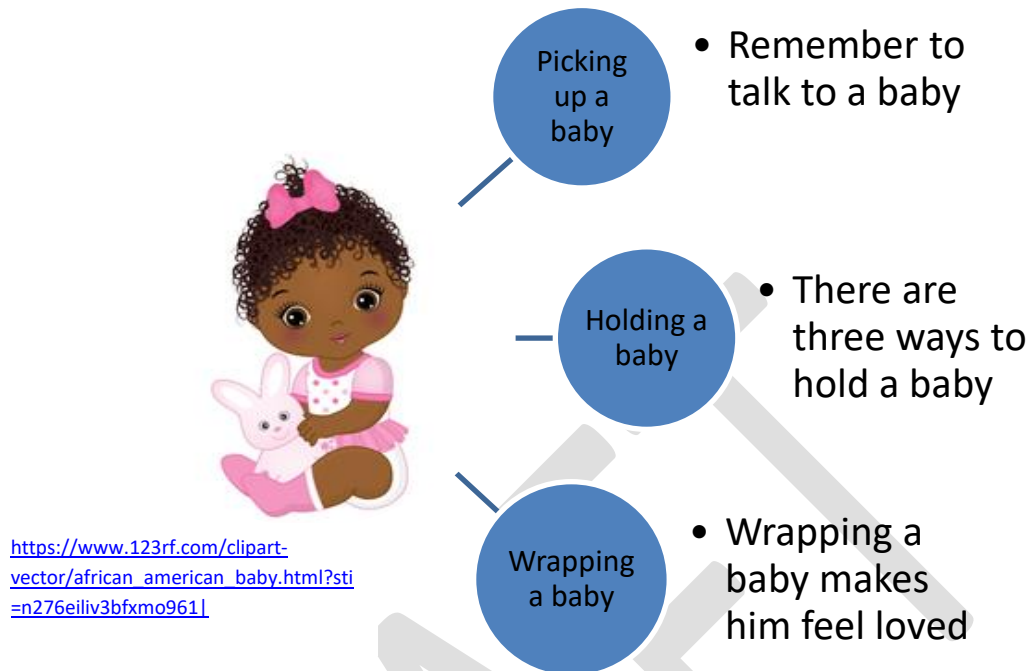 Picking
up a
baby
• Remember to
talk to a baby
Holding a
baby
• There are
three ways to
hold a baby
https://www.123rf.com/clipart-
vector/african_american_baby.html?sti
=n276eiliv3bfxmo961|
Wrapping
a baby
• Wrapping a
baby makes
him feel loved